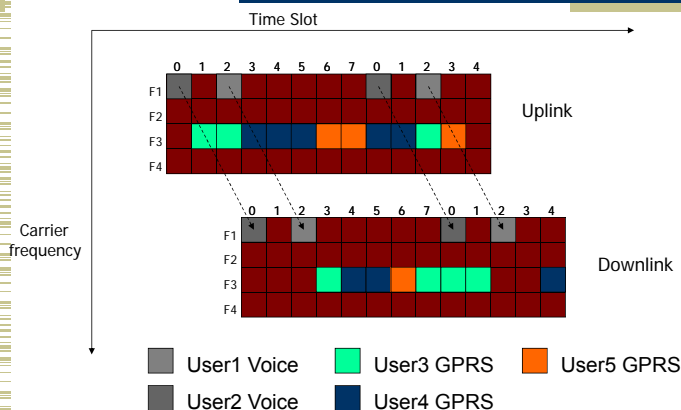 Time Slot
0 1 2 3 4 5 6 7 0 1 2 3 4
F1
F2
F3
F4
Uplink
0 1 2 3 4 5 6 7 0 1 2 3 4
F1
F2
F3
F4
Downlink
Carrier
frequency
User1 Voice User3 GPRS User5 GPRS
User2 Voice User4 GPRS